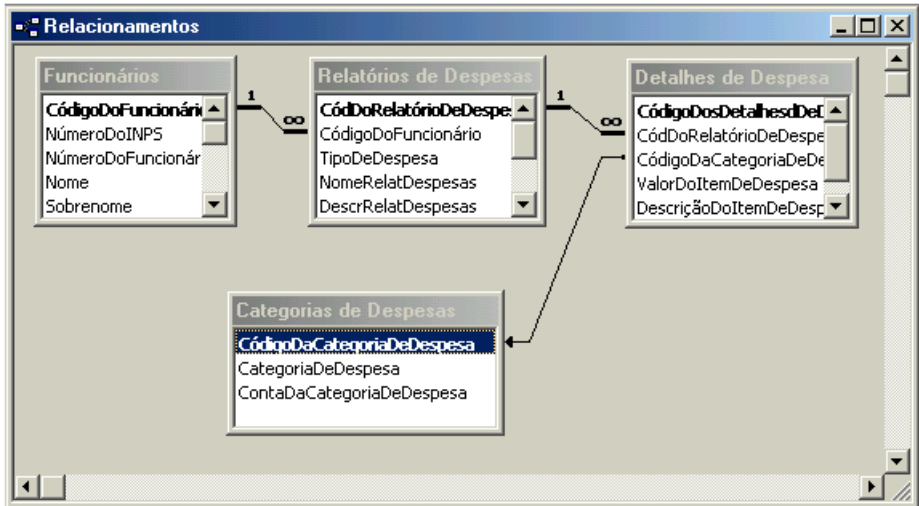 Relacionamentos
Funcionários
CódigoDoFuncionári
NúmeroDoINPS
NúmeroDoFuncionár
Nome
Sobrenome
1
∞
Relatórios de Despesas
CódDoRelatórioDeDespe
CódigoDoFuncionário
TipoDeDespesa
NomeRelatDespesas
DescrRelatDespesas
1
∞
Detalhes de Despesa
CódigoDosDetalhesdDeD
CódDoRelatórioDeDespe
CódigoDaCategoriaDeDe
ValorDoItemDeDespesa
DescriçãoDoItemDeDesp
Categorias de Despesas
CódigoDaCategoriaDeDespesa
CategoriaDeDespesa
ContaDaCategoriaDeDespesa